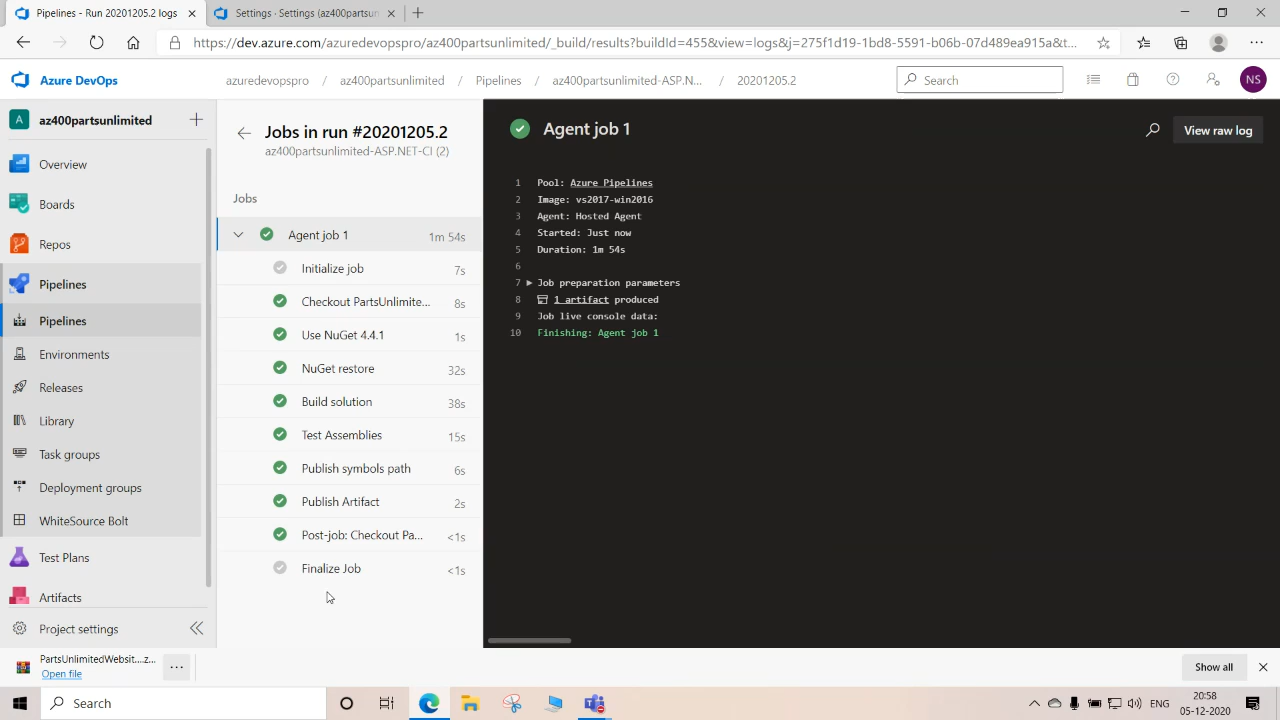 Pipelines - Run 20201205.2 logs
Settings · Settings (az400partsun
https://dev.azure.com/azuredevopspro/az400partsunlimited/_build/results?buildId=455&view=logs&j=275f1d19-1bd8-5591-b06b-07d489ea915a&t...
Azure DevOps
azuredevopspro / az400partsunlimited / Pipelines / az400partsunlimited-ASP.N... / 20201205.2
Search
NS
A az400partsunlimited
Overview
Boards
Repos
Pipelines
Pipelines
Environments
Releases
Library
Task groups
Deployment groups
WhiteSource Bolt
Test Plans
Artifacts
Project settings
Jobs in run #20201205.2
az400partsunlimited-ASP.NET-CI (2)
Jobs
Agent job 1 1m 54s
Initialize job 7s
Checkout PartsUnlimite... 8s
Use NuGet 4.4.1 1s
NuGet restore 32s
Build solution 38s
Test Assemblies 15s
Publish symbols path 6s
Publish Artifact 2s
Post-job: Checkout Pa... <1s
Finalize Job <1s
Agent job 1
View raw log
1 Pool: Azure Pipelines
2 Image: vs2017-win2016
3 Agent: Hosted Agent
4 Started: Just now
5 Duration: 1m 54s
6
7 Job preparation parameters
8 1 artifact produced
9 Job live console data:
10 Finishing: Agent job 1
PartsUnlimitedWebsit....z...
Open file
Show all
Search
ENG
20:58
05-12-2020